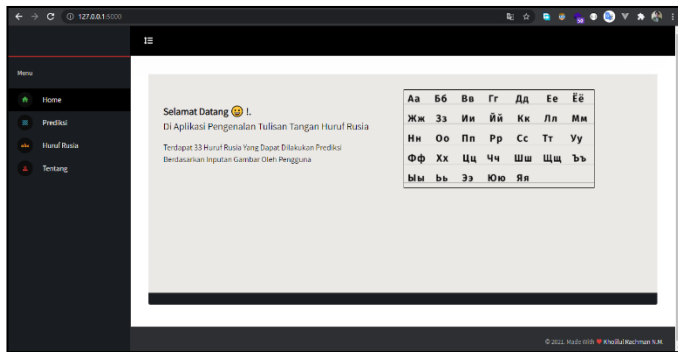 127.0.0.1:5000
50
Menu
Home
Prediksi
Huruf Rusia
Tentang
Selamat Datang 😀 !.
Di Aplikasi Pengenalan Tulisan Tangan Huruf Rusia
Terdapat 33 Huruf Rusia Yang Dapat Dilakukan Prediksi
Berdasarkan Inputan Gambar Oleh Pengguna
Аа Бб Вв Гг Дд Ее Ёё
Жж Зз Ии Йй Кк Лл Мм
Нн Оо Пп Рр Сс Тт Уу
Фф Хх Цц Чч Шш Щщ Ъъ
Ыы Ьь Ээ Юю Яя
© 2021. Made With ❤ Kholilul Rachman N.M.